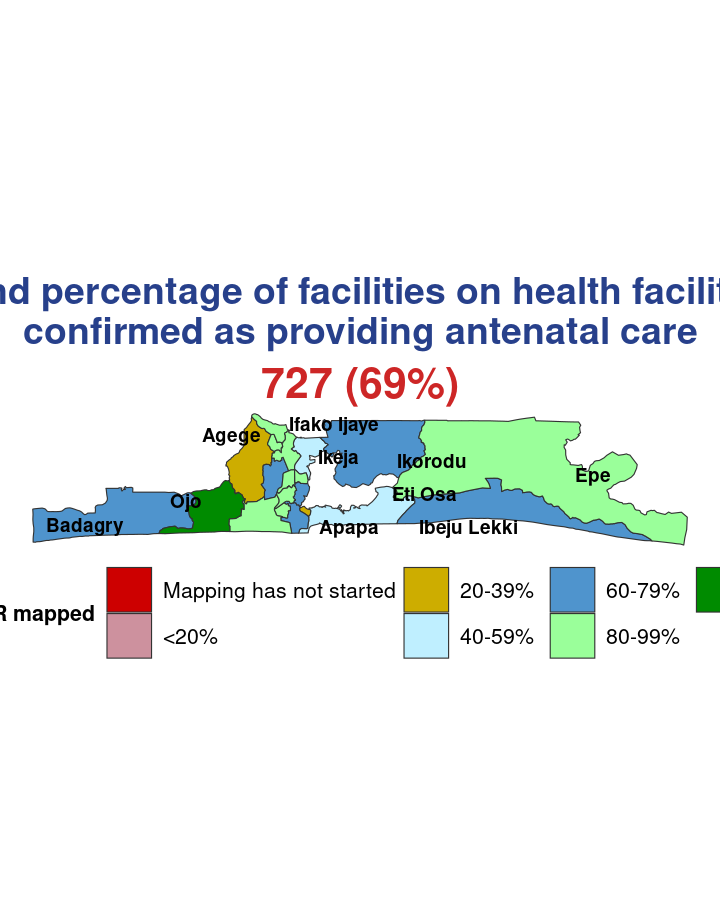 nd percentage of facilities on health facilit
confirmed as providing antenatal care
727 (69%)
Ifako Ijaye
Agege
Ikeja
Ikorodu
Epe
Eti Osa
Ojo
Badagry
Apapa
Ibeju Lekki
Mapping has not started
20-39%
60-79%
R mapped
<20%
40-59%
80-99%